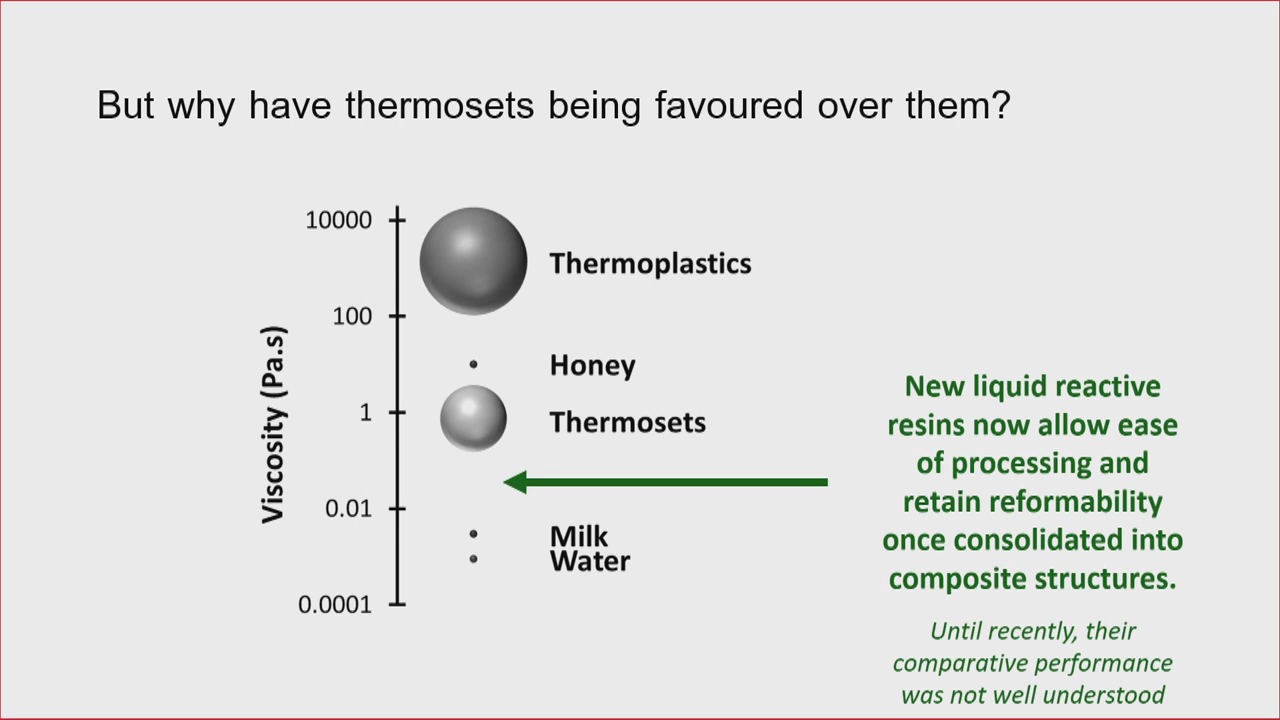 But why have thermosets being favoured over them?
Viscosity (Pa.s)
10000
100
1
0.01
0.0001
Thermoplastics
Honey
Thermosets
Milk
Water
New liquid reactive
resins now allow ease
of processing and
retain reformability
once consolidated into
composite structures.
Until recently, their
comparative performance
was not well understood